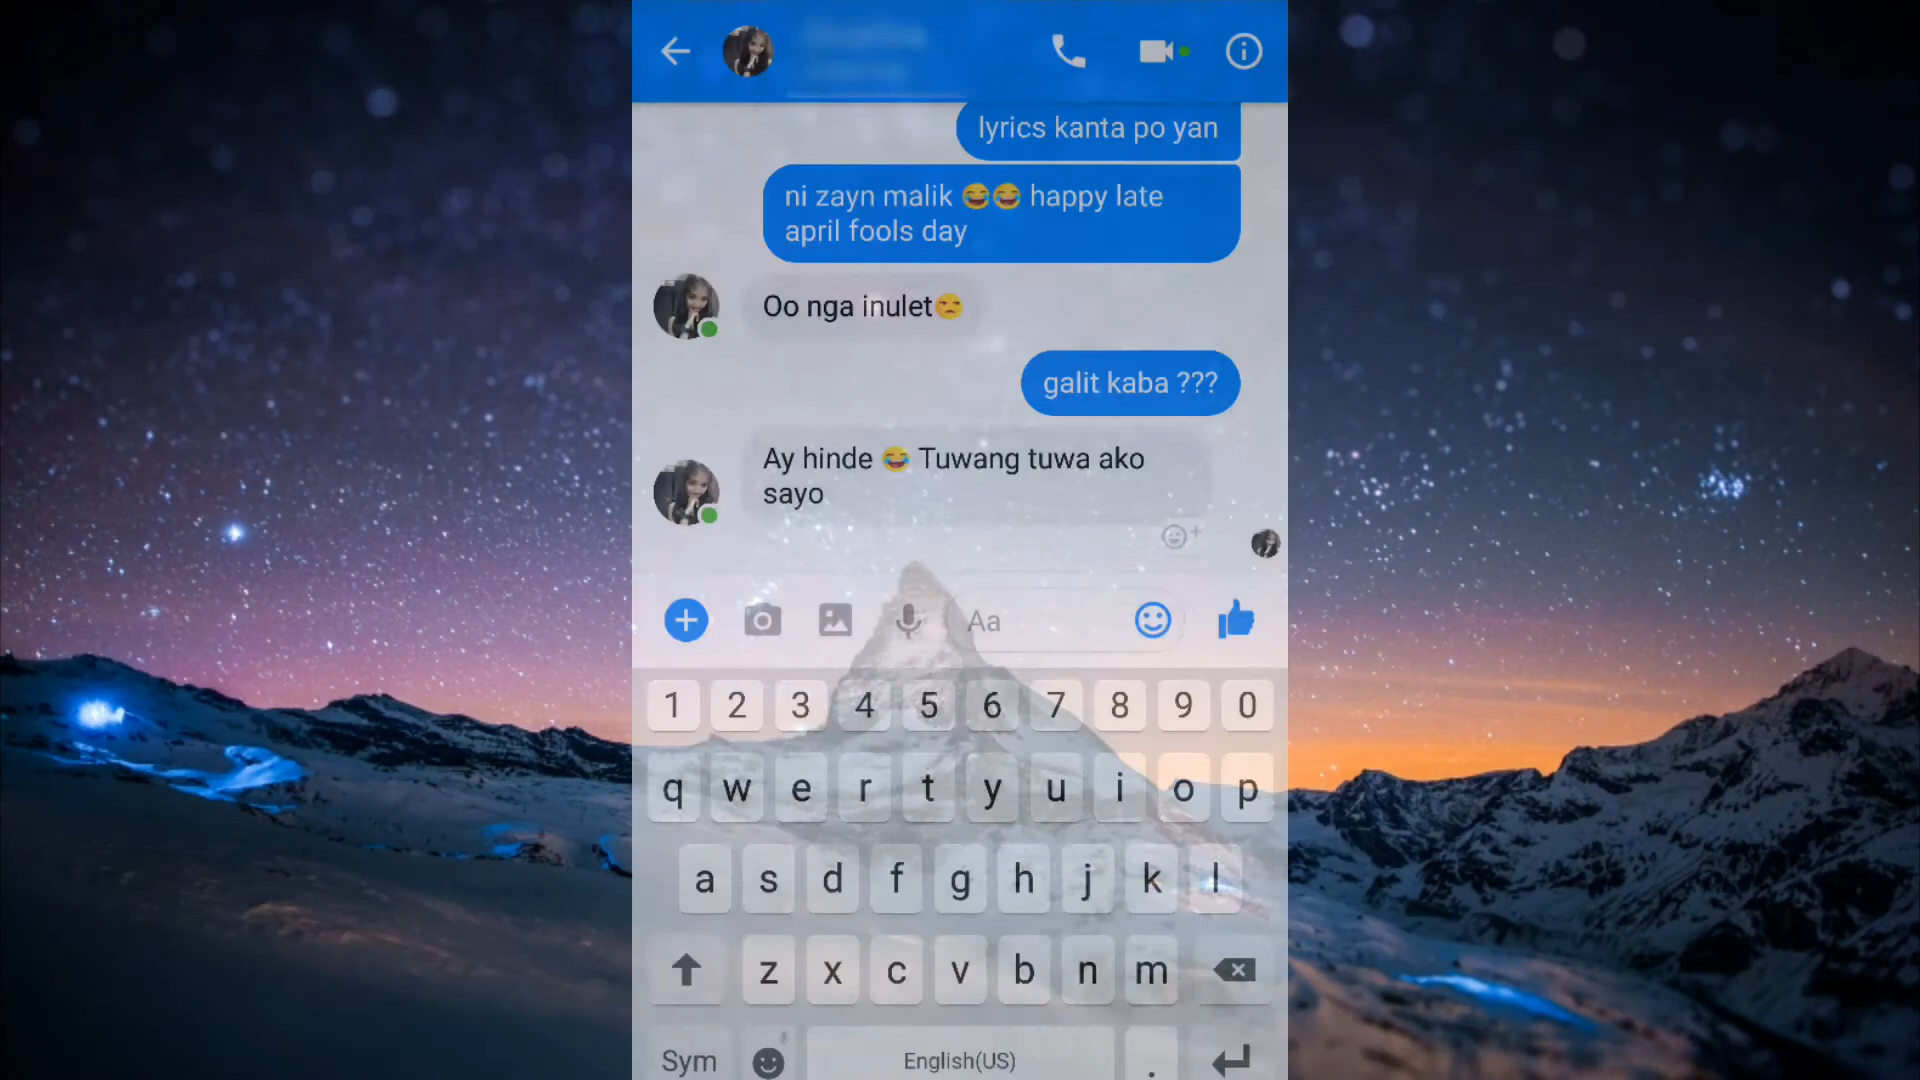 lyrics kanta po yan
ni zayn malik 😂😂 happy late
april fools day
Oo nga inulet😒
galit kaba ???
Ay hinde 😂 Tuwang tuwa ako
sayo
Aa
1 2 3 4 5 6 7 8 9 0
q w e r t y u i o p
a s d f g h j k l
z x c v b n m
Sym English(US) .